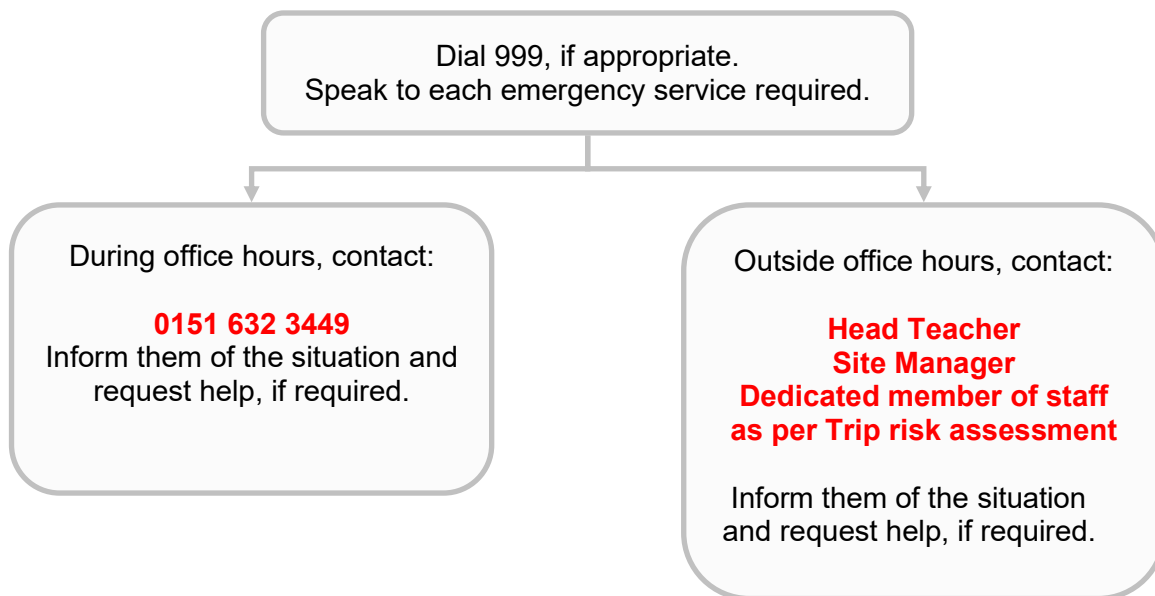 Dial 999, if appropriate.
Speak to each emergency service required.
During office hours, contact:
0151 632 3449
Inform them of the situation and
request help, if required.
Outside office hours, contact:
Head Teacher
Site Manager
Dedicated member of staff
as per Trip risk assessment
Inform them of the situation
and request help, if required.